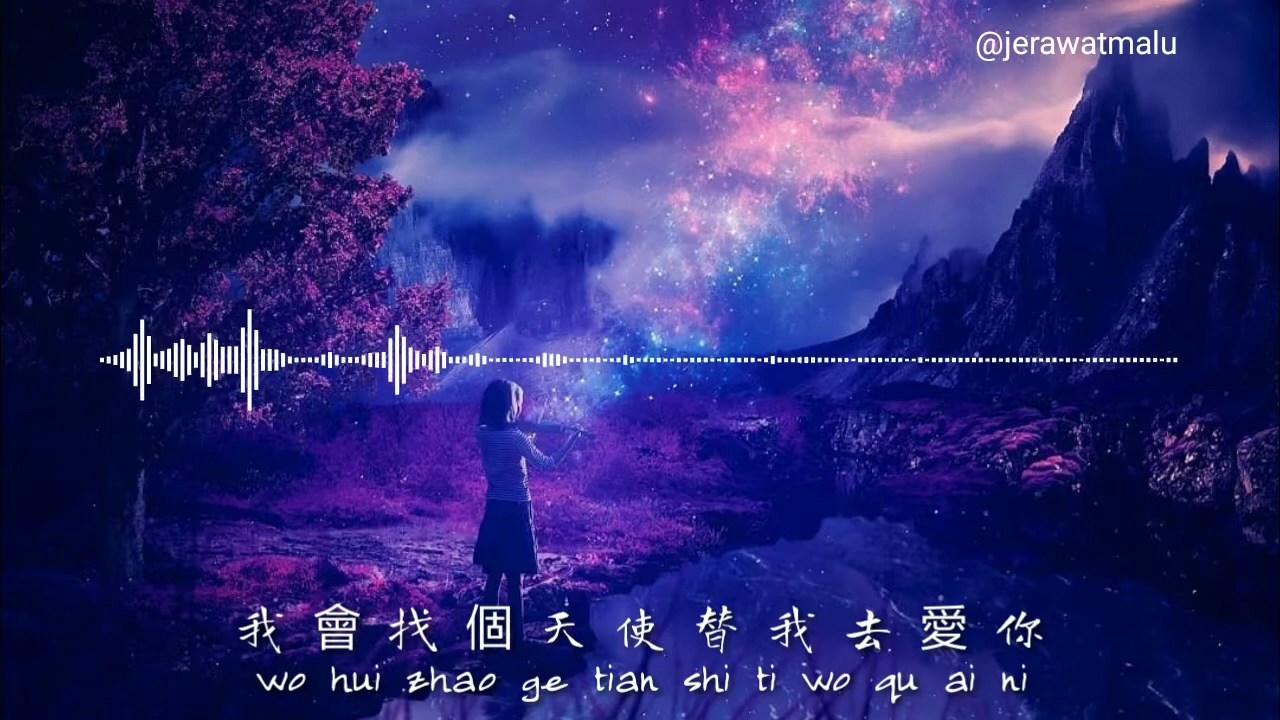 @jerawatmalu
我 會 找 個 天 使 替 我 去 愛 你
wo hui zhao ge tian shi ti wo qu ai ni